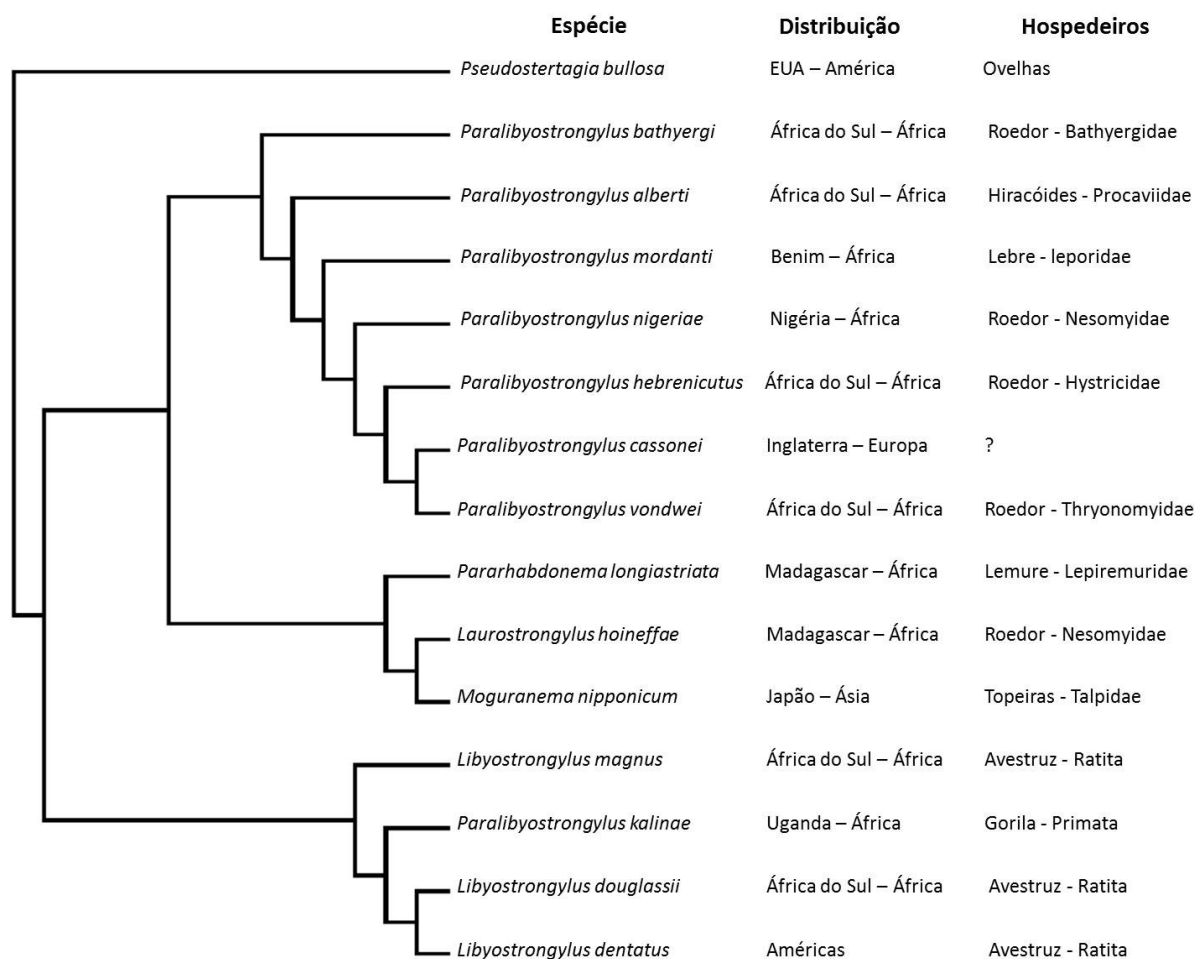 Espécie Distribuição Hospedeiros
Pseudostertagia bullosa EUA – América Ovelhas
Paralibyostrongylus bathyergi África do Sul – África Roedor - Bathyergidae
Paralibyostrongylus alberti África do Sul – África Hiracóides - Procaviidae
Paralibyostrongylus mordanti Benim – África Lebre - leporidae
Paralibyostrongylus nigeriae Nigéria – África Roedor - Nesomyidae
Paralibyostrongylus hebrenicutus África do Sul – África Roedor - Hystricidae
Paralibyostrongylus cassonei Inglaterra – Europa ?
Paralibyostrongylus vondwei África do Sul – África Roedor - Thryonomyidae
Pararhabdonema longiastriata Madagascar – África Lemure - Lepiremuridae
Laurostrongylus hoineffae Madagascar – África Roedor - Nesomyidae
Moguranema nipponicum Japão – Ásia Topeiras - Talpidae
Libyostrongylus magnus África do Sul – África Avestruz - Ratita
Paralibyostrongylus kalinae Uganda – África Gorila - Primata
Libyostrongylus douglassii África do Sul – África Avestruz - Ratita
Libyostrongylus dentatus Américas Avestruz - Ratita